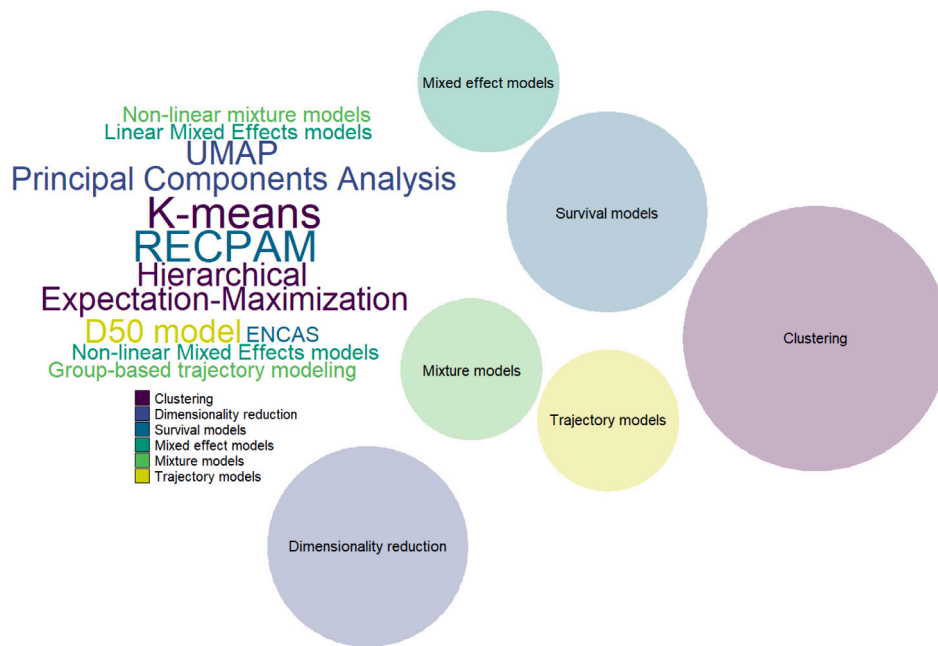 Mixed effect models
Non-linear mixture models
Linear Mixed Effects models
UMAP
Principal Components Analysis
K-means
Survival models
RECPAM
Hierarchical
Expectation-Maximization
D50 model ENCAS
Clustering
Non-linear Mixed Effects models
Group-based trajectory modeling
Mixture models
Clustering
Dimensionality reduction
Survival models
Mixed effect models
Mixture models
Trajectory models
Trajectory models
Dimensionality reduction